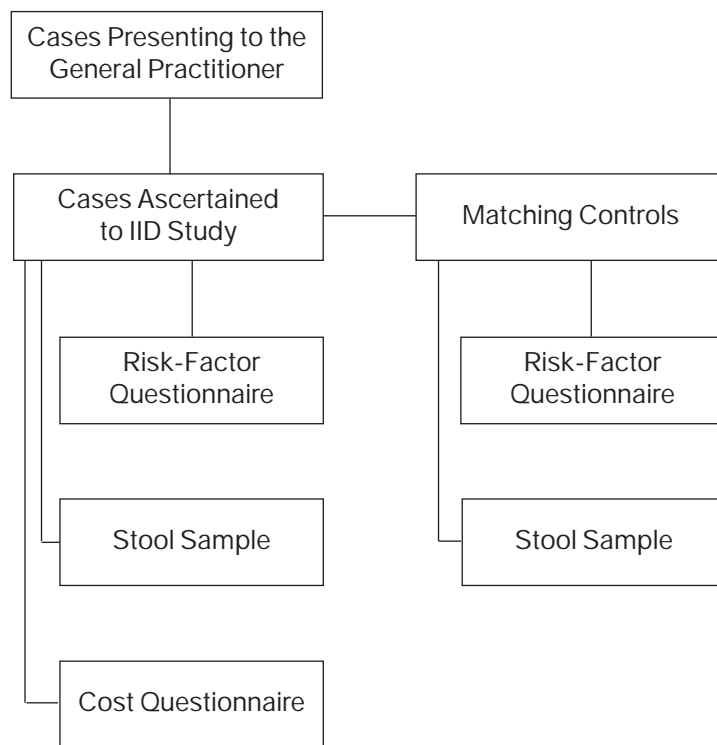 Cases Presenting to the
General Practitioner
Cases Ascertained
to IID Study
Matching Controls
Risk-Factor
Questionnaire
Risk-Factor
Questionnaire
Stool Sample
Stool Sample
Cost Questionnaire